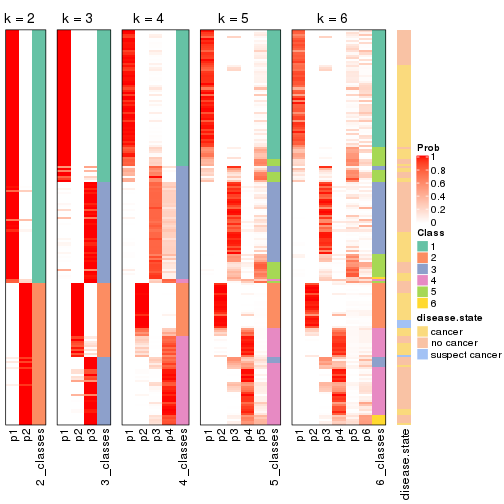 k = 2 k = 3 k = 4 k = 5 k = 6
Prob
1
0.8
0.6
0.4
0.2
0
Class
1
2
3
4
5
6
disease.state
cancer
no cancer
suspect cancer
p1 p2 2_classes p1 p2 p3 3_classes p1 p2 p3 p4 4_classes p1 p2 p3 p4 p5 5_classes p1 p2 p3 p4 p5 p6 6_classes disease.state